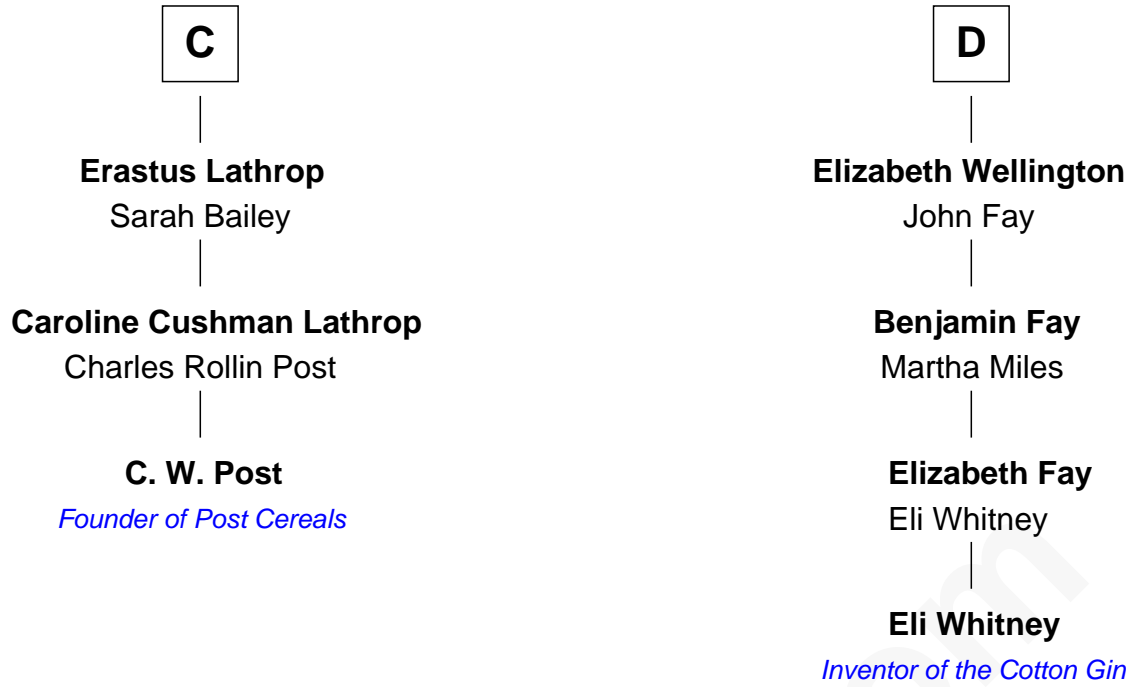 C
Erastus Lathrop
Sarah Bailey
Caroline Cushman Lathrop
Charles Rollin Post
C. W. Post
Founder of Post Cereals
D
Elizabeth Wellington
John Fay
Benjamin Fay
Martha Miles
Elizabeth Fay
Eli Whitney
Eli Whitney
Inventor of the Cotton Gin
om